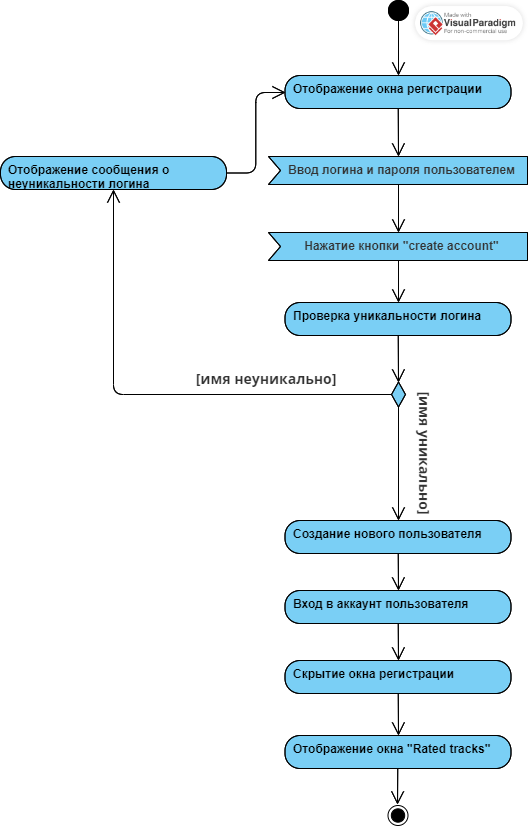 Made with
Visual Paradigm
For non-commercial use
Отображение окна регистрации
Отображение сообщения о
неуникальности логина
Ввод логина и пароля пользователем
Нажатие кнопки "create account"
Проверка уникальности логина
[имя неуникально]
[имя уникально]
Создание нового пользователя
Вход в аккаунт пользователя
Скрытие окна регистрации
Отображение окна "Rated tracks"